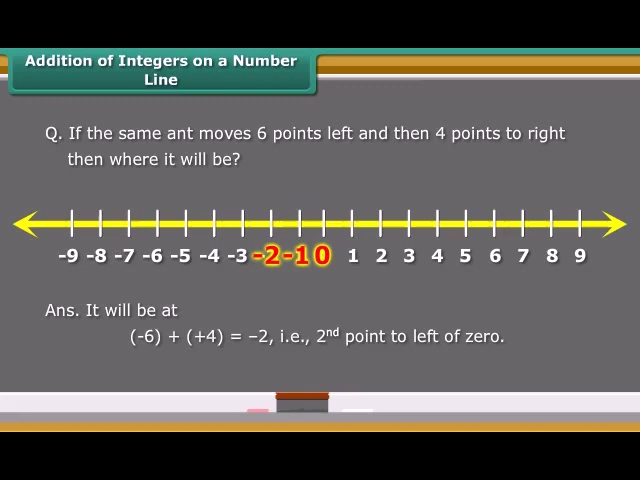 Addition of Integers on a Number
Line
Q. If the same ant moves 6 points left and then 4 points to right
then where it will be?
-9 -8 -7 -6 -5 -4 -3 -2 -1 0 1 2 3 4 5 6 7 8 9
Ans. It will be at
(-6) + (+4) = –2, i.e., 2nd point to left of zero.